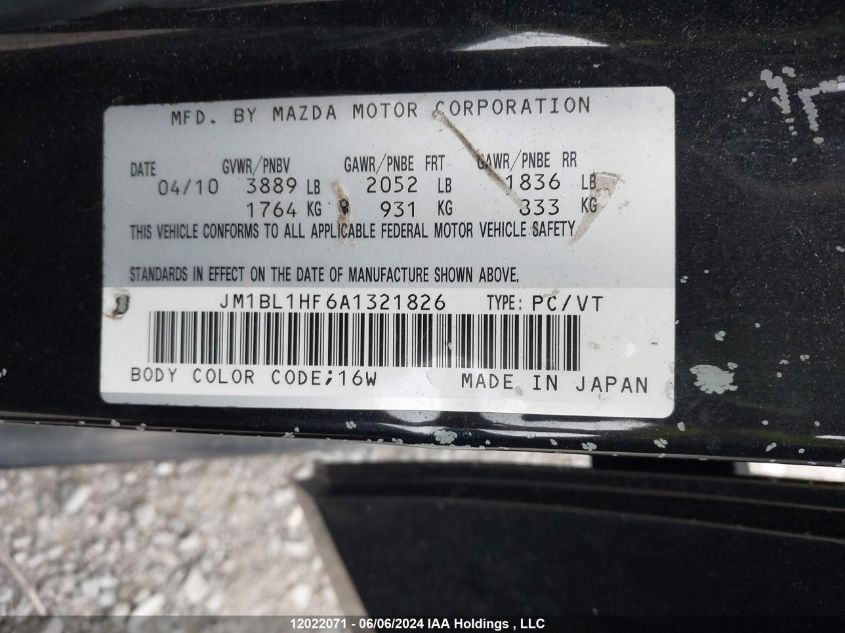 MFD. BY MAZDA MOTOR CORPORATION
DATE GVWR/PNBV GAWR/PNBE FRT GAWR/PNBE RR
04/10 3889 LB 2052 LB 1836 LB
1764 KG 931 KG 833 KG
THIS VEHICLE CONFORMS TO ALL APPLICABLE FEDERAL MOTOR VEHICLE SAFETY
STANDARDS IN EFFECT ON THE DATE OF MANUFACTURE SHOWN ABOVE.
JM1BL1HF6A1321826 TYPE: PC/VT
BODY COLOR CODE;16W MADE IN JAPAN
12022071 - 06/06/2024 IAA Holdings , LLC